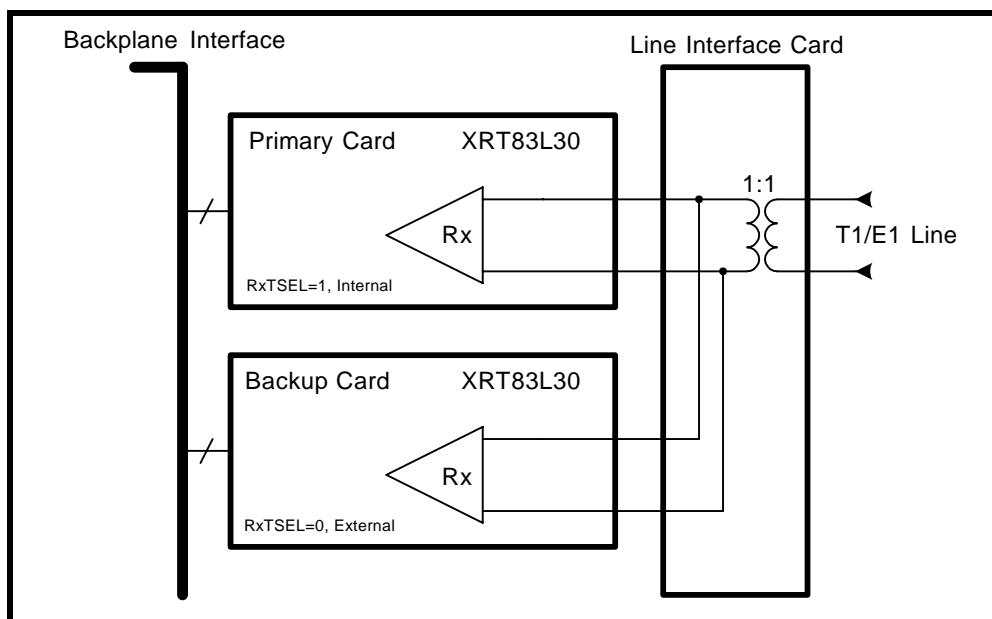 Backplane Interface
Line Interface Card
Primary Card XRT83L30
1:1
Rx
T1/E1 Line
RxTSEL=1, Internal
Backup Card XRT83L30
Rx
RxTSEL=0, External